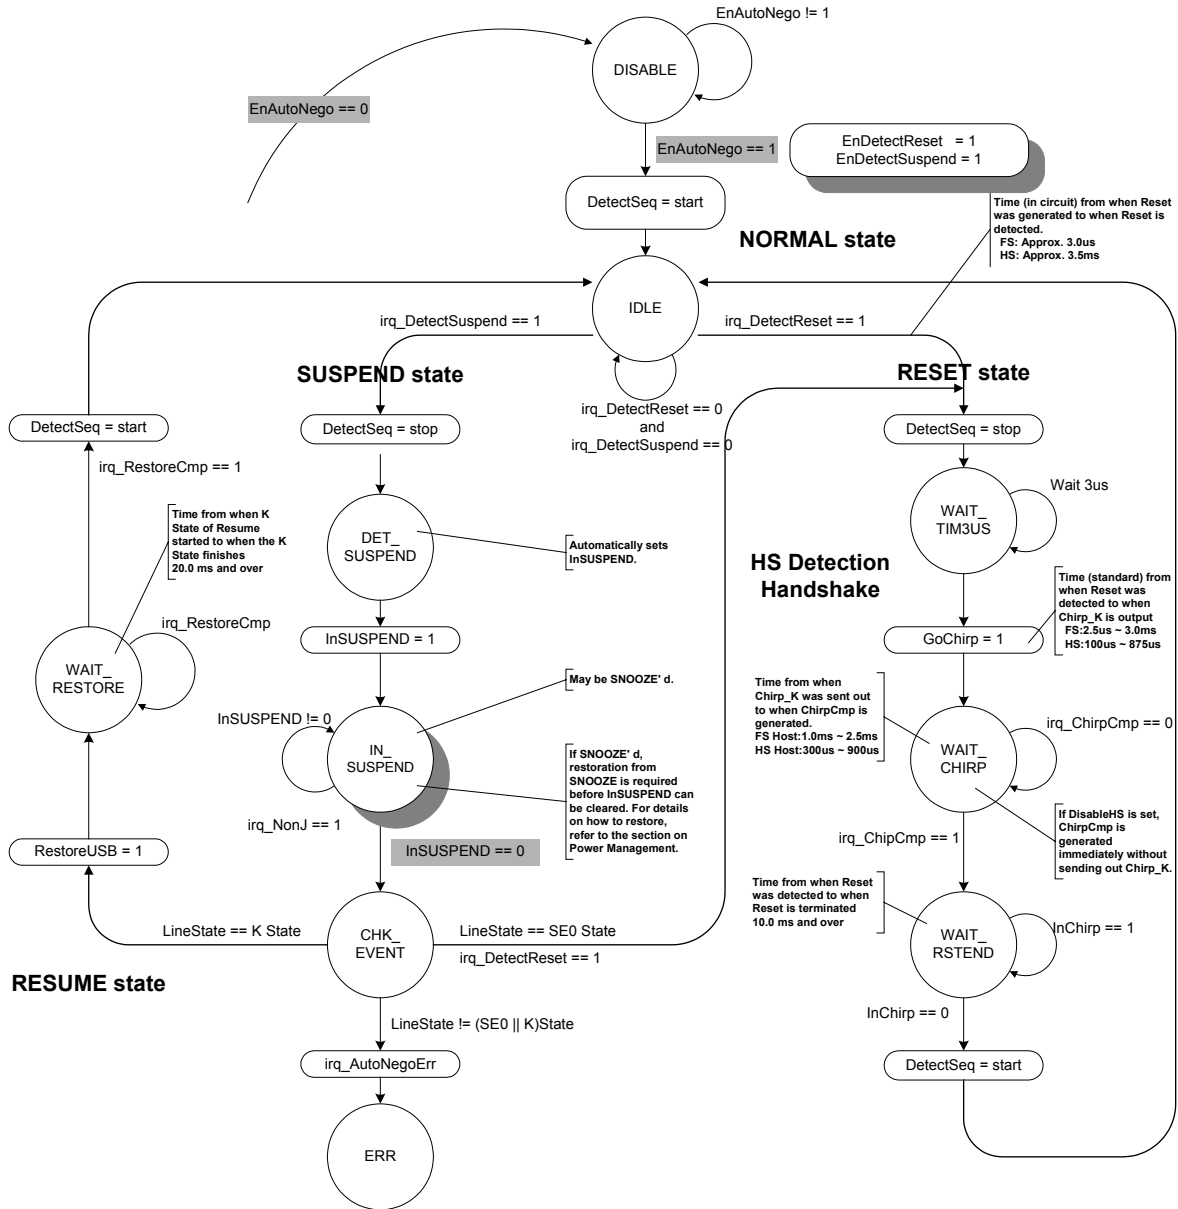 EnAutoNego != 1
DISABLE
EnAutoNego == 0
EnAutoNego == 1
EnDetectReset = 1
EnDetectSuspend = 1
DetectSeq = start
Time (in circuit) from when Reset
was generated to when Reset is
detected.
FS: Approx. 3.0us
HS: Approx. 3.5ms
NORMAL state
IDLE
irq_DetectSuspend == 1
irq_DetectReset == 1
SUSPEND state
RESET state
irq_DetectReset == 0
and
irq_DetectSuspend == 0
DetectSeq = start
DetectSeq = stop
DetectSeq = stop
irq_RestoreCmp == 1
Wait 3us
WAIT_
TIM3US
Time from when K
State of Resume
started to when the K
State finishes
20.0 ms and over
DET_
SUSPEND
Automatically sets
InSUSPEND.
HS Detection
Handshake
Time (standard) from
when Reset was
detected to when
Chirp_K is output
FS:2.5us ~ 3.0ms
HS:100us ~ 875us
irq_RestoreCmp
InSUSPEND = 1
GoChirp = 1
WAIT_
RESTORE
May be SNOOZE' d.
Time from when
Chirp_K was sent out
to when ChirpCmp is
generated.
FS Host:1.0ms ~ 2.5ms
HS Host:300us ~ 900us
InSUSPEND != 0
irq_ChirpCmp == 0
IN_
SUSPEND
WAIT_
CHIRP
If SNOOZE' d,
restoration from
SNOOZE is required
before InSUSPEND can
be cleared. For details
on how to restore,
refer to the section on
Power Management.
irq_NonJ == 1
If DisableHS is set,
ChirpCmp is
generated
immediately without
sending out Chirp_K.
RestoreUSB = 1
InSUSPEND == 0
irq_ChipCmp == 1
Time from when Reset
was detected to when
Reset is terminated
10.0 ms and over
LineState == K State
CHK_
EVENT
LineState == SE0 State
irq_DetectReset == 1
WAIT_
RSTEND
InChirp == 1
RESUME state
InChirp == 0
LineState != (SE0 || K)State
irq_AutoNegoErr
DetectSeq = start
ERR